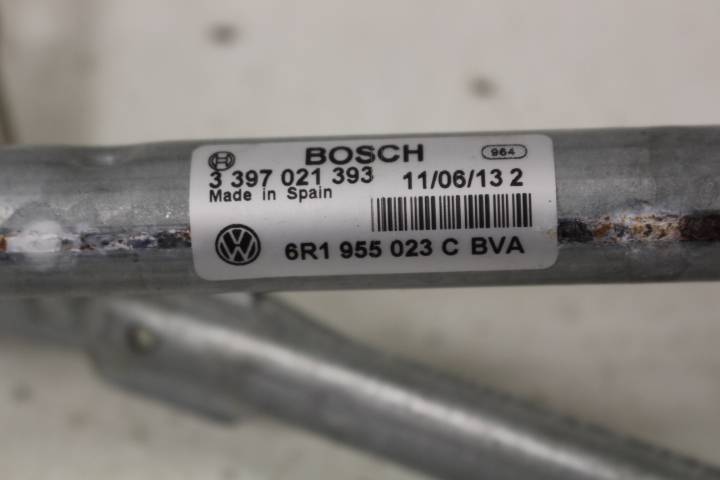 BOSCH 964
3 397 021 393 11/06/13 2
Made in Spain
6R1 955 023 C BVA